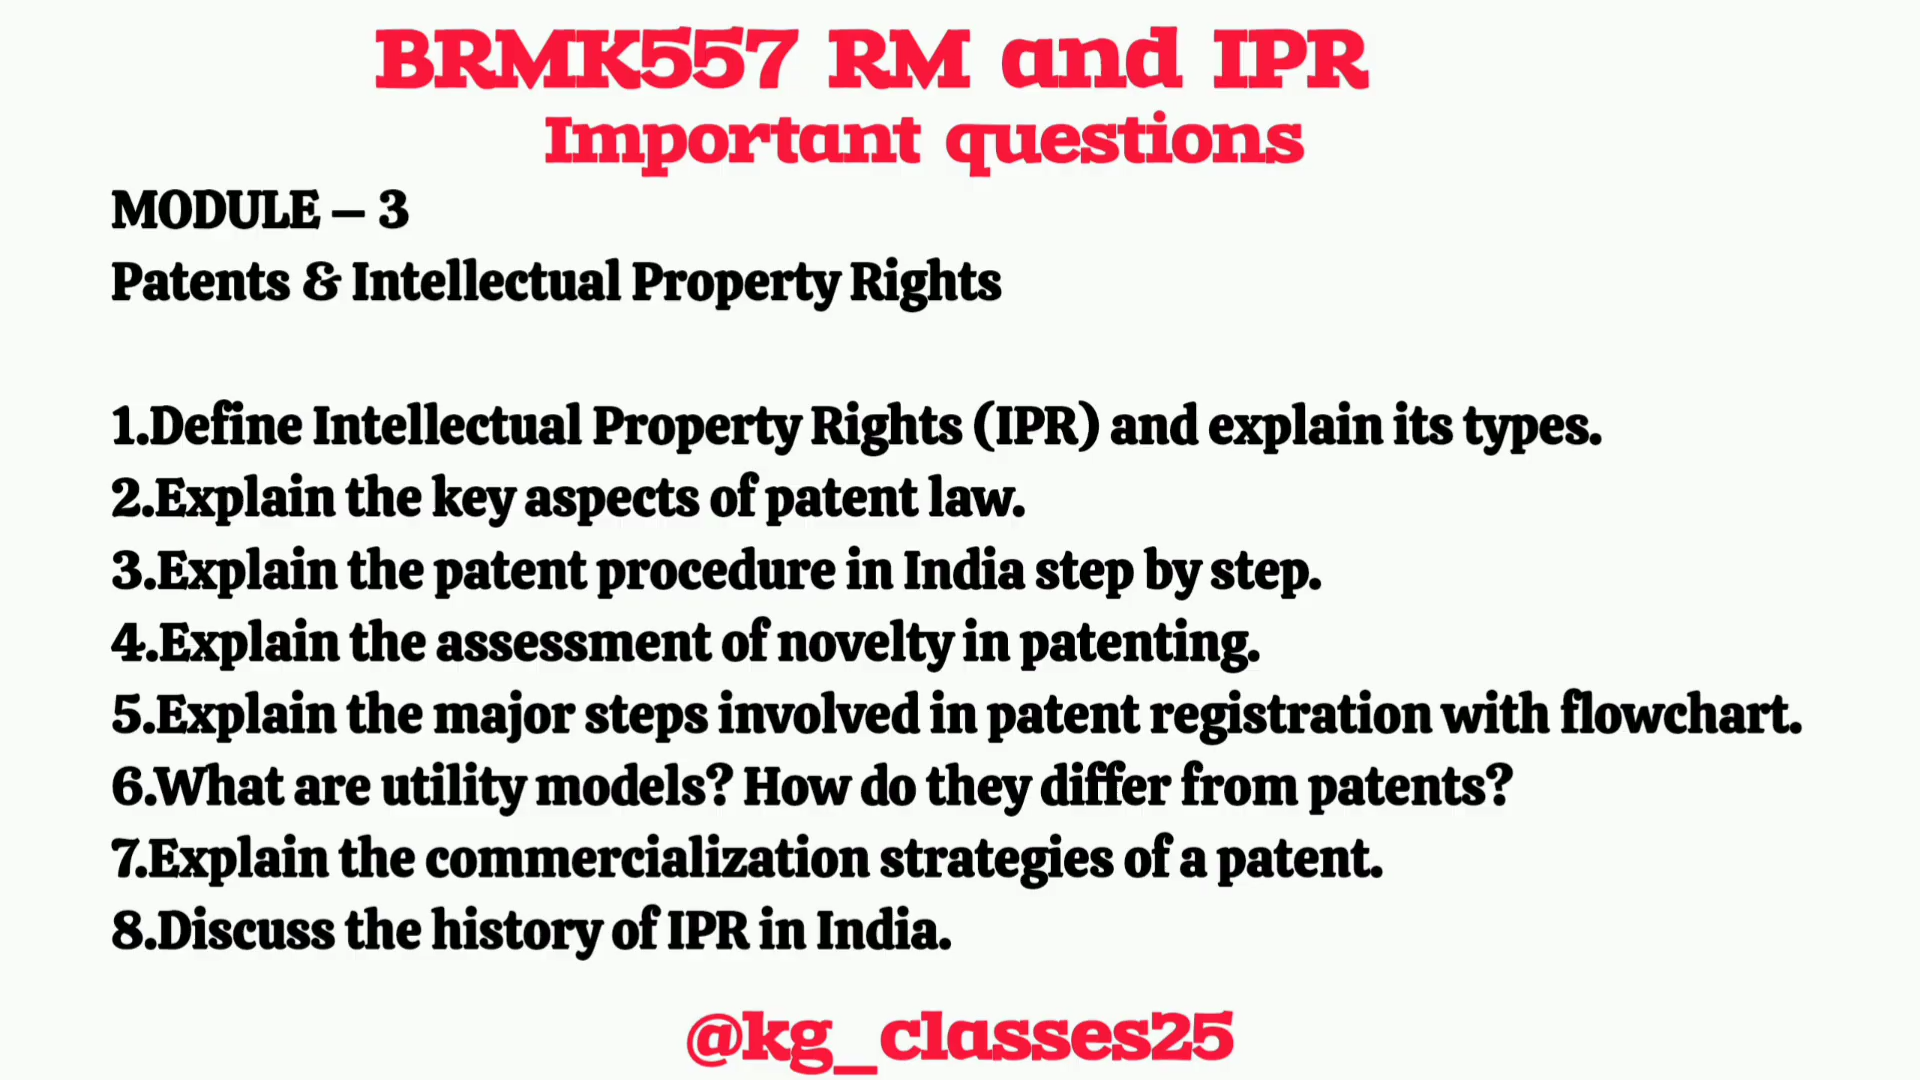 BRMK557 RM and IPR
Important questions
MODULE – 3
Patents & Intellectual Property Rights
1.Define Intellectual Property Rights (IPR) and explain its types.
2.Explain the key aspects of patent law.
3.Explain the patent procedure in India step by step.
4.Explain the assessment of novelty in patenting.
5.Explain the major steps involved in patent registration with flowchart.
6.What are utility models? How do they differ from patents?
7.Explain the commercialization strategies of a patent.
8.Discuss the history of IPR in India.
@kg_classes25